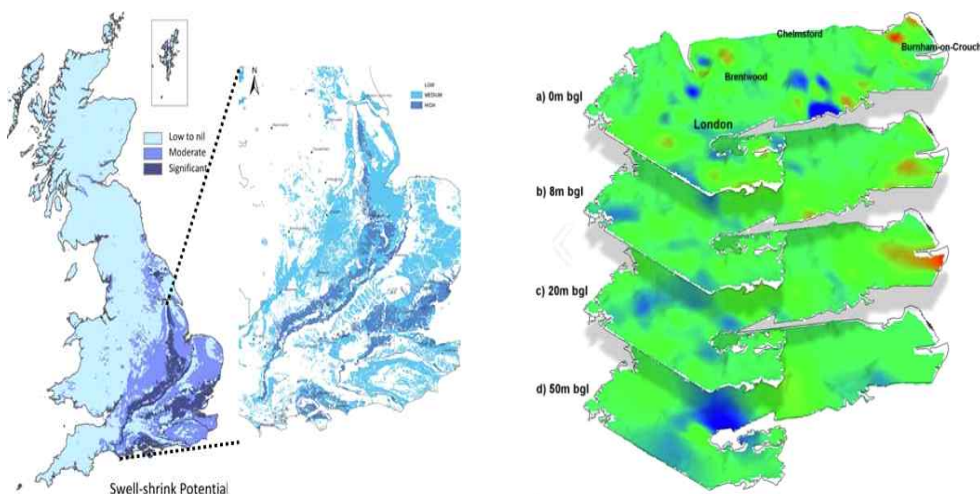 Low to nil
Moderate
Significant
Swell-shrink Potential
N
LOW
MEDIUM
HIGH
a) 0m bgl
Chelmsford
Burnham-on-Crouch
Brentwood
London
b) 8m bgl
c) 20m bgl
d) 50m bgl